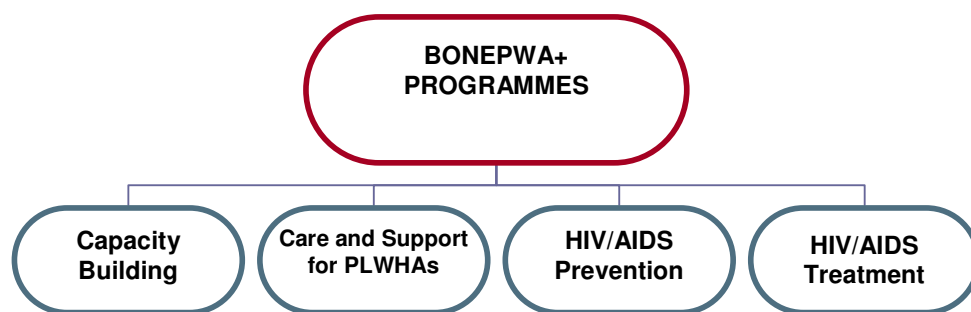 BONEPWA+
PROGRAMMES
Capacity
Building
Care and Support
for PLWHAs
HIV/AIDS
Prevention
HIV/AIDS
Treatment